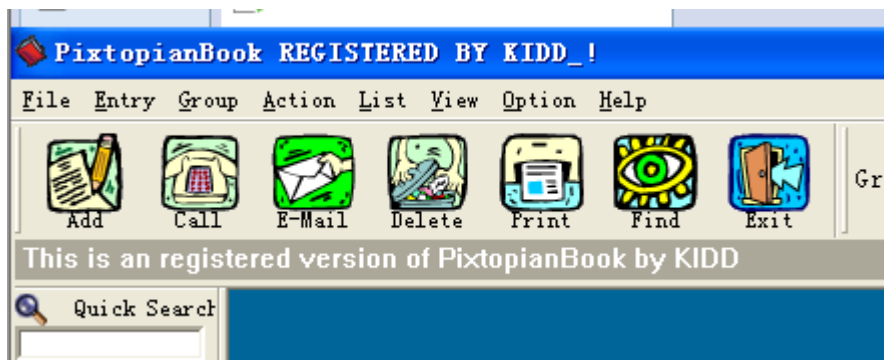 PixtopianBook REGISTERED BY KIDD_!
File Entry Group Action List View Option Help
Add Call E-Mail Delete Print Find Exit Gr
This is an registered version of PixtopianBook by KIDD
Quick Search